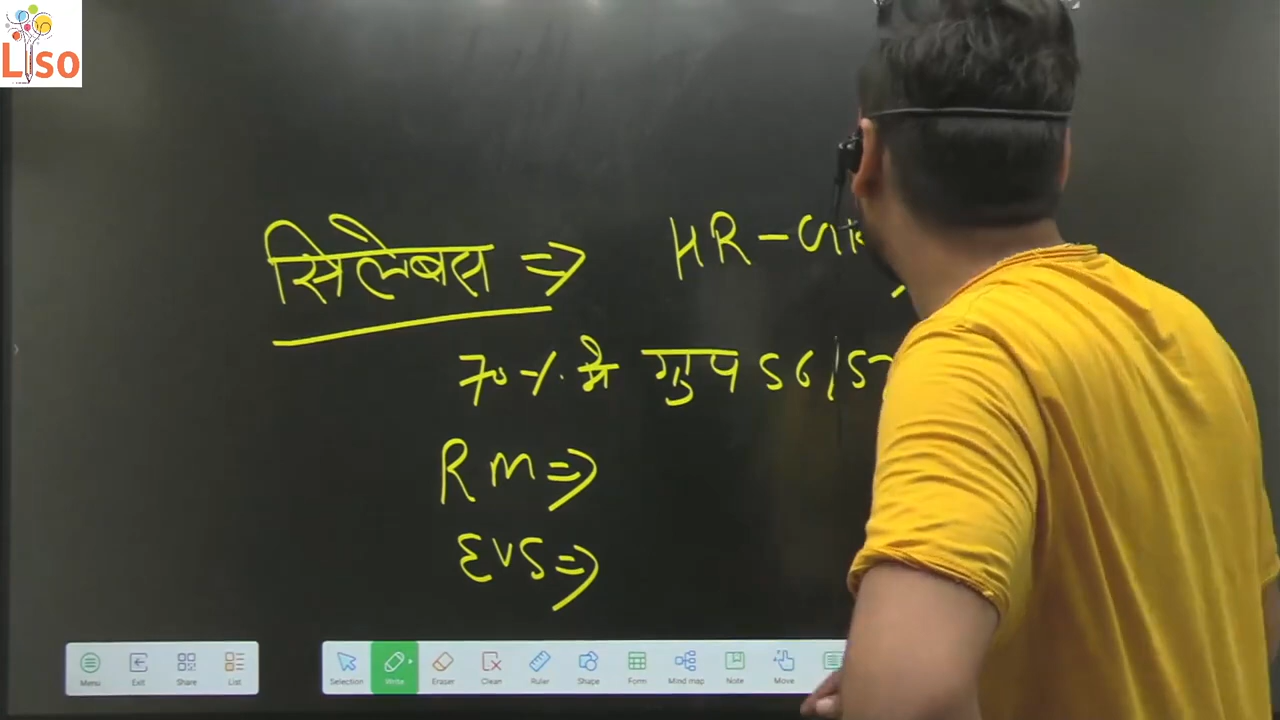 Liso
सिलैबस ⇒ HR -
70 %. मे गुप 56 /
Rm ⇒
EVS ⇒
Menu Exit Share List Selection Write Eraser Clean Ruler Shape Form Mind map Note Move